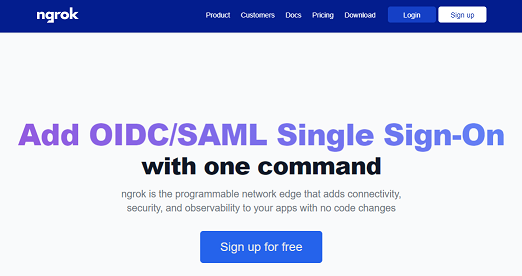 ngrok Product Customers Docs Pricing Download Login Sign up
Add OIDC/SAML Single Sign-On
with one command
ngrok is the programmable network edge that adds connectivity,
security, and observability to your apps with no code changes
Sign up for free